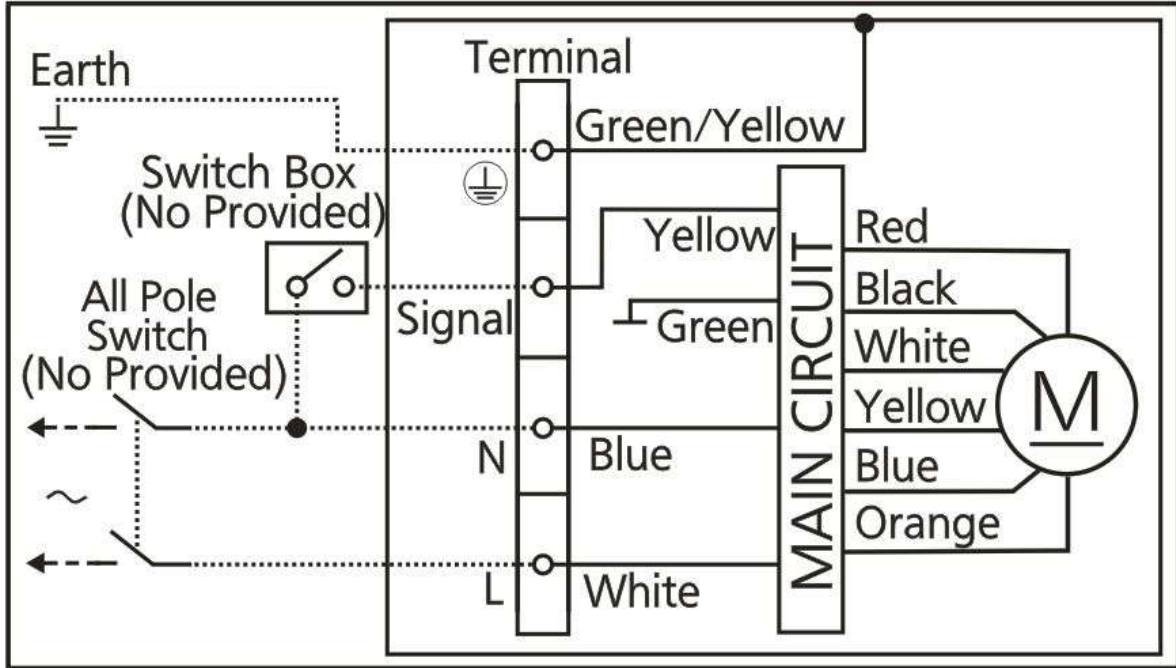 Earth
Terminal
Green/Yellow
Switch Box
(No Provided)
Yellow
Red
All Pole
Switch
(No Provided)
Signal
Green
Black
White
Yellow
N
Blue
Blue
Orange
L
White
MAIN CIRCUIT
M